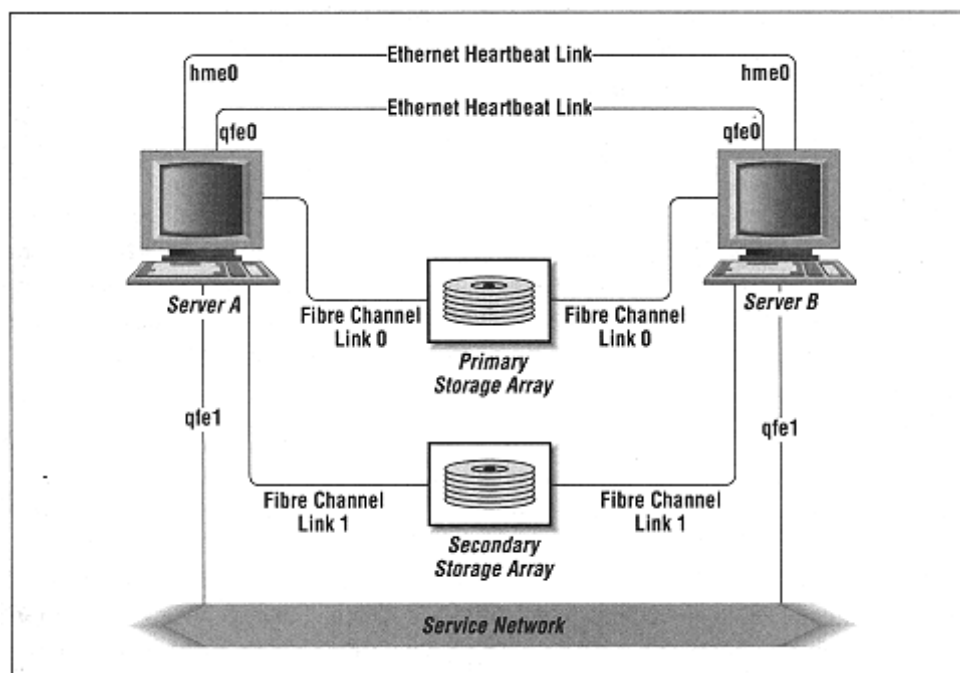 Ethernet Heartbeat Link
hme0
hme0
Ethernet Heartbeat Link
qfe0
qfe0
Server A
Server B
Fibre Channel
Link 0
Fibre Channel
Link 0
Primary
Storage Array
qfe1
qfe1
Fibre Channel
Link 1
Fibre Channel
Link 1
Secondary
Storage Array
Service Network